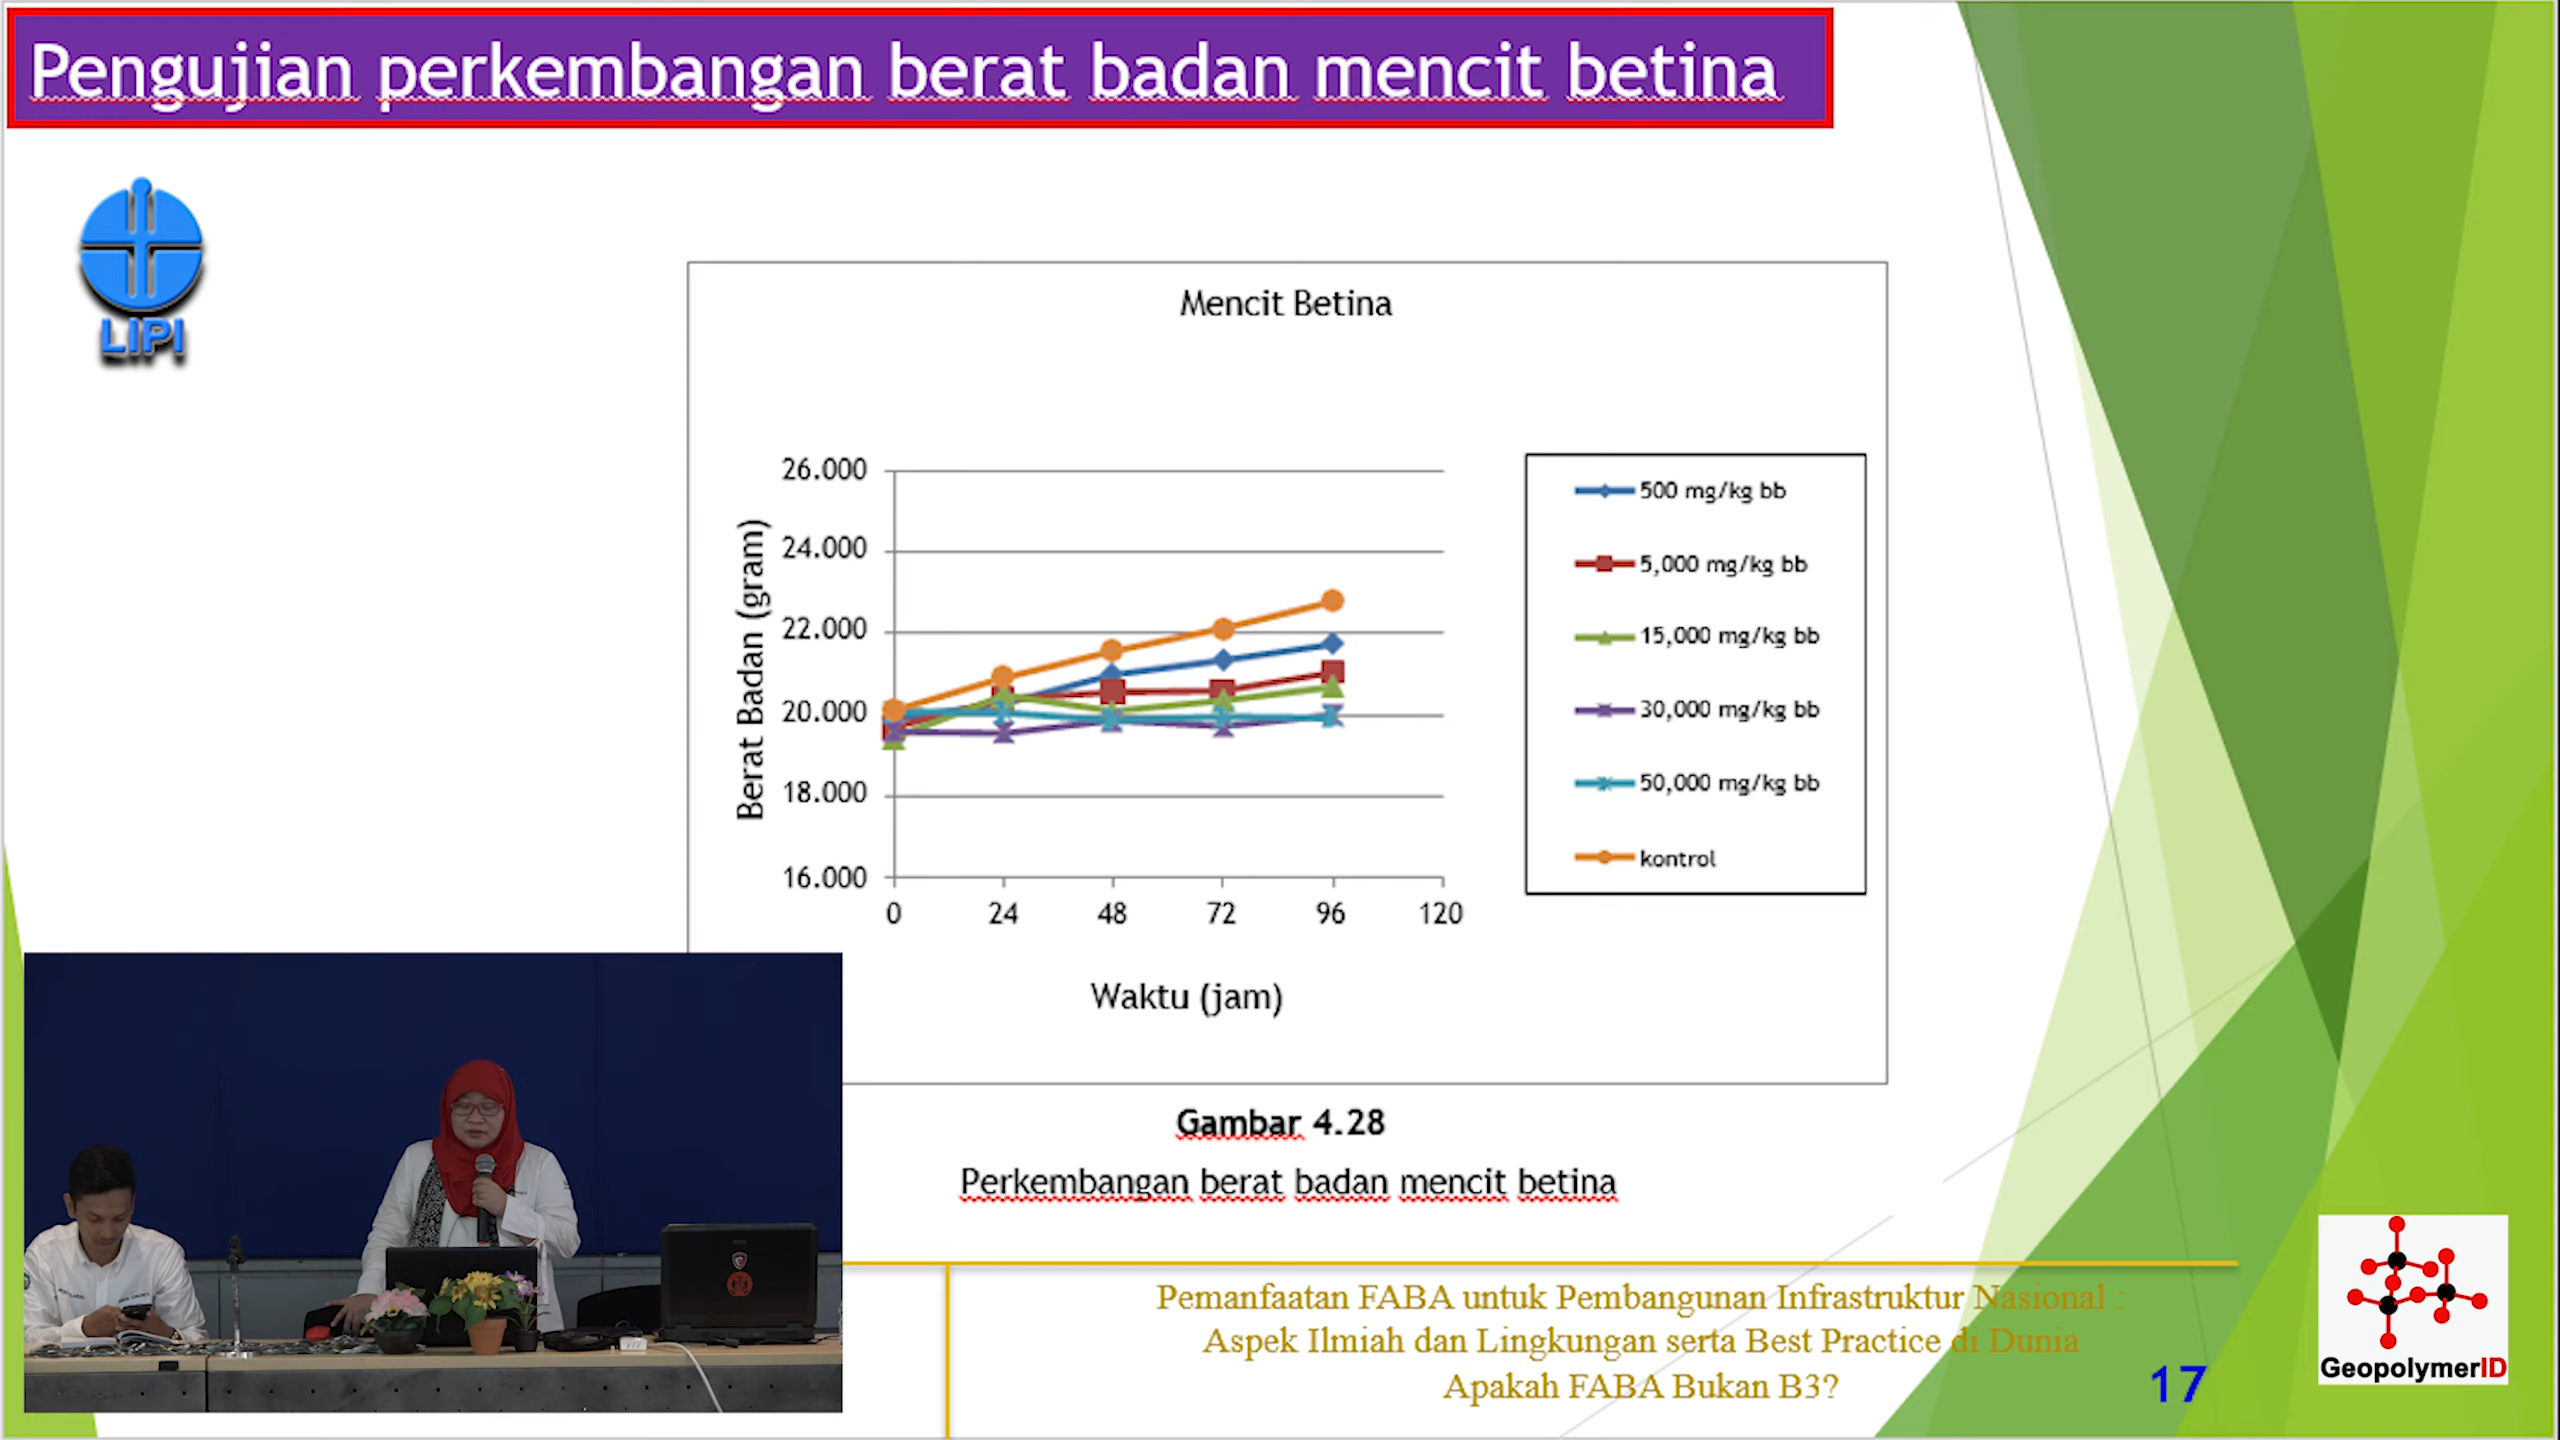 Pengujian perkembangan berat badan mencit betina
LIPI
Mencit Betina
Berat Badan (gram)
26.000
24.000
22.000
20.000
18.000
16.000
0 24 48 72 96 120
Waktu (jam)
500 mg/kg bb
5,000 mg/kg bb
15,000 mg/kg bb
30,000 mg/kg bb
50,000 mg/kg bb
kontrol
Gambar 4.28
Perkembangan berat badan mencit betina
Pemanfaatan FABA untuk Pembangunan Infrastruktur Nasional :
Aspek Ilmiah dan Lingkungan serta Best Practice di Dunia
Apakah FABA Bukan B3?
17
GeopolymerID